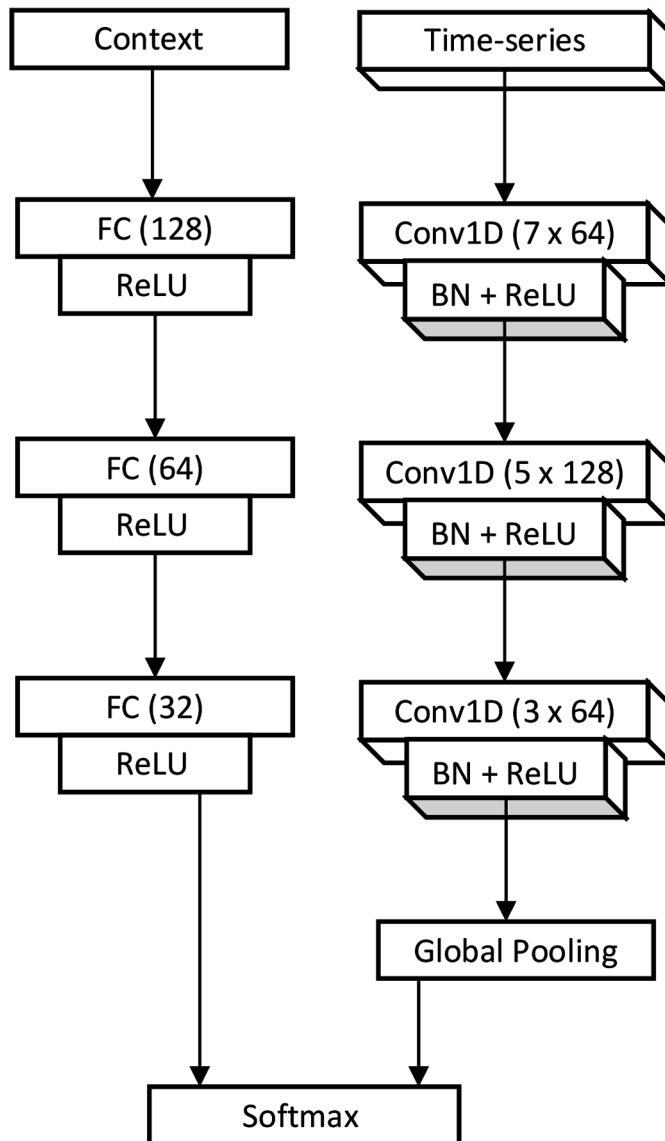 Context
FC (128)
ReLU
FC (64)
ReLU
FC (32)
ReLU
Time-series
Conv1D (7 x 64)
BN + ReLU
Conv1D (5 x 128)
BN + ReLU
Conv1D (3 x 64)
BN + ReLU
Global Pooling
Softmax